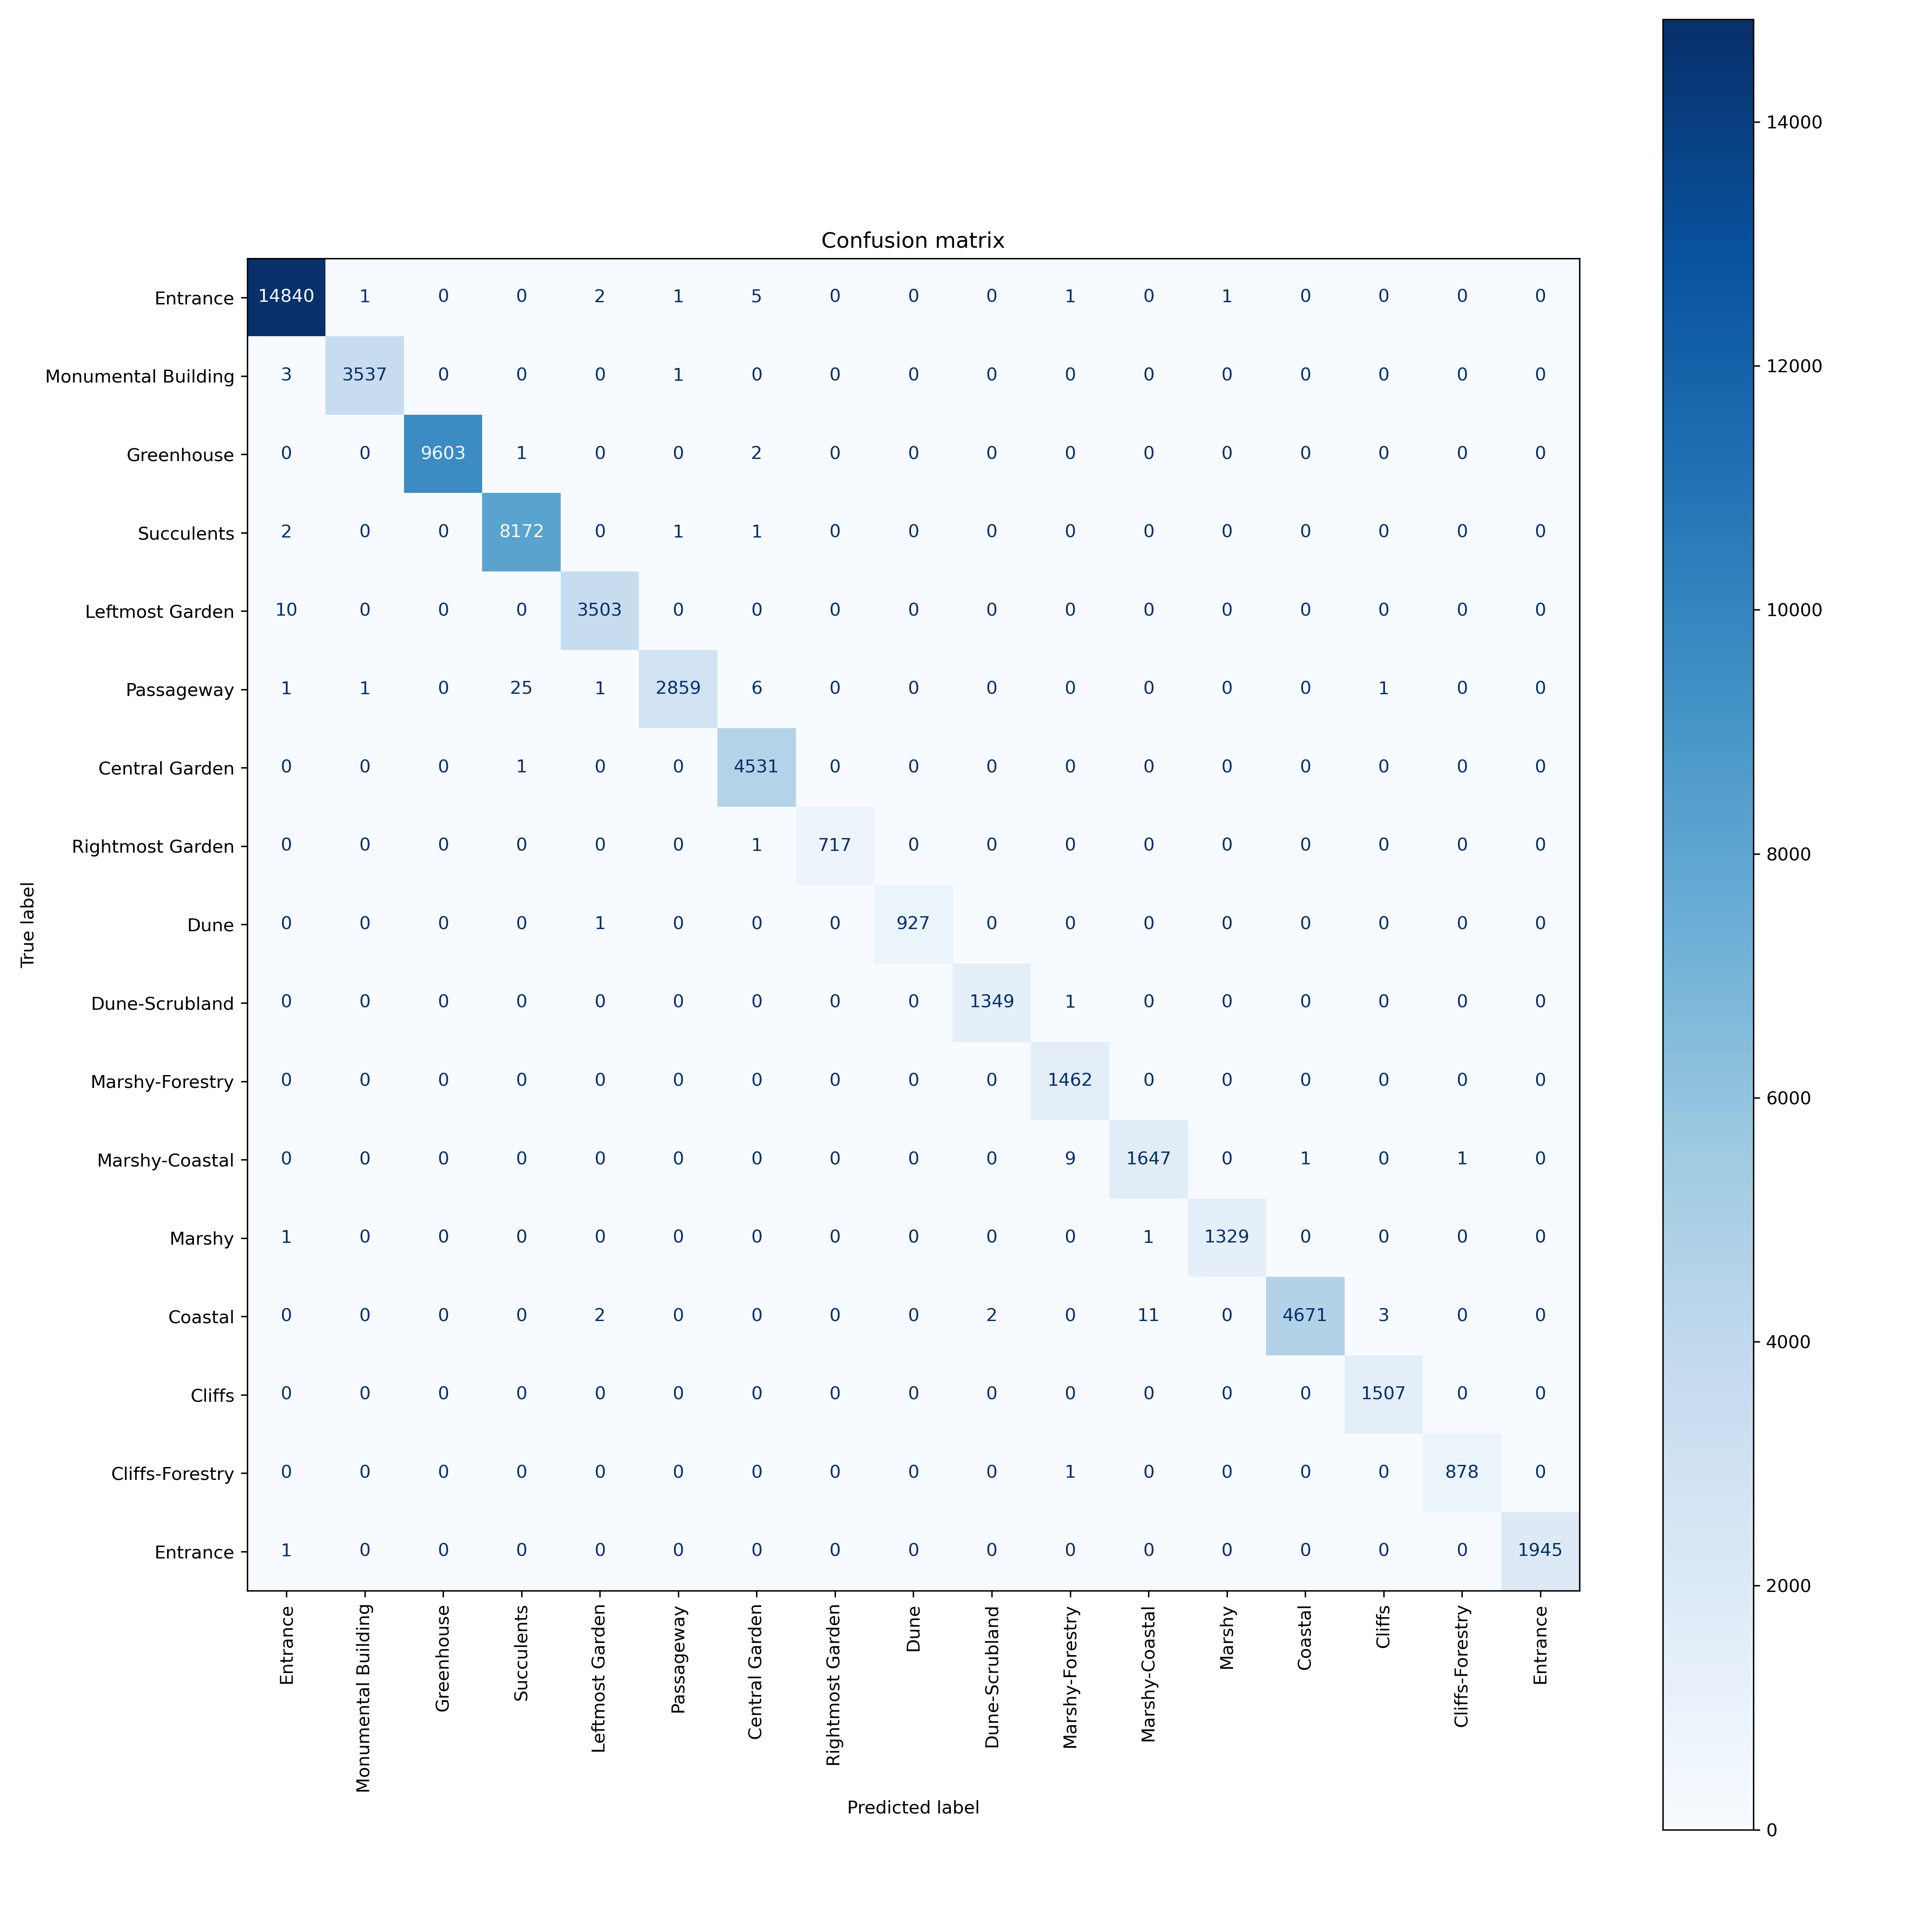 Confusion matrix
Entrance 14840 1 0 0 2 1 5 0 0 0 1 0 1 0 0 0 0
Monumental Building 3 3537 0 0 0 1 0 0 0 0 0 0 0 0 0 0 0
Greenhouse 0 0 9603 1 0 0 2 0 0 0 0 0 0 0 0 0 0
Succulents 2 0 0 8172 0 1 1 0 0 0 0 0 0 0 0 0 0
Leftmost Garden 10 0 0 0 3503 0 0 0 0 0 0 0 0 0 0 0 0
Passageway 1 1 0 25 1 2859 6 0 0 0 0 0 0 0 1 0 0
Central Garden 0 0 0 1 0 0 4531 0 0 0 0 0 0 0 0 0 0
Rightmost Garden 0 0 0 0 0 0 1 717 0 0 0 0 0 0 0 0 0
Dune 0 0 0 0 1 0 0 0 927 0 0 0 0 0 0 0 0
Dune-Scrubland 0 0 0 0 0 0 0 0 0 1349 1 0 0 0 0 0 0
Marshy-Forestry 0 0 0 0 0 0 0 0 0 0 1462 0 0 0 0 0 0
Marshy-Coastal 0 0 0 0 0 0 0 0 0 0 9 1647 0 1 0 1 0
Marshy 1 0 0 0 0 0 0 0 0 0 0 1 1329 0 0 0 0
Coastal 0 0 0 0 2 0 0 0 0 2 0 11 0 4671 3 0 0
Cliffs 0 0 0 0 0 0 0 0 0 0 0 0 0 0 1507 0 0
Cliffs-Forestry 0 0 0 0 0 0 0 0 0 0 1 0 0 0 0 878 0
Entrance 1 0 0 0 0 0 0 0 0 0 0 0 0 0 0 0 1945
True label
Entrance
Monumental Building
Greenhouse
Succulents
Leftmost Garden
Passageway
Central Garden
Rightmost Garden
Dune
Dune-Scrubland
Marshy-Forestry
Marshy-Coastal
Marshy
Coastal
Cliffs
Cliffs-Forestry
Entrance
Predicted label
14000
12000
10000
8000
6000
4000
2000
0